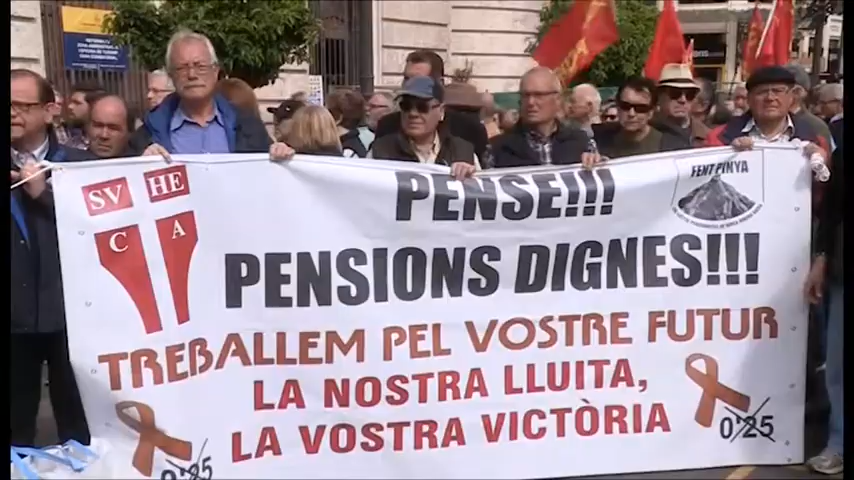 SV HE
CA
PENSE!!!
FENT PINYA
PENSIONS DIGNES!!!!
TREBALLEM PEL VOSTRE FUTUR
LA NOSTRA LLUITA,
LA VOSTRA VICTÒRIA
0'25
0'25